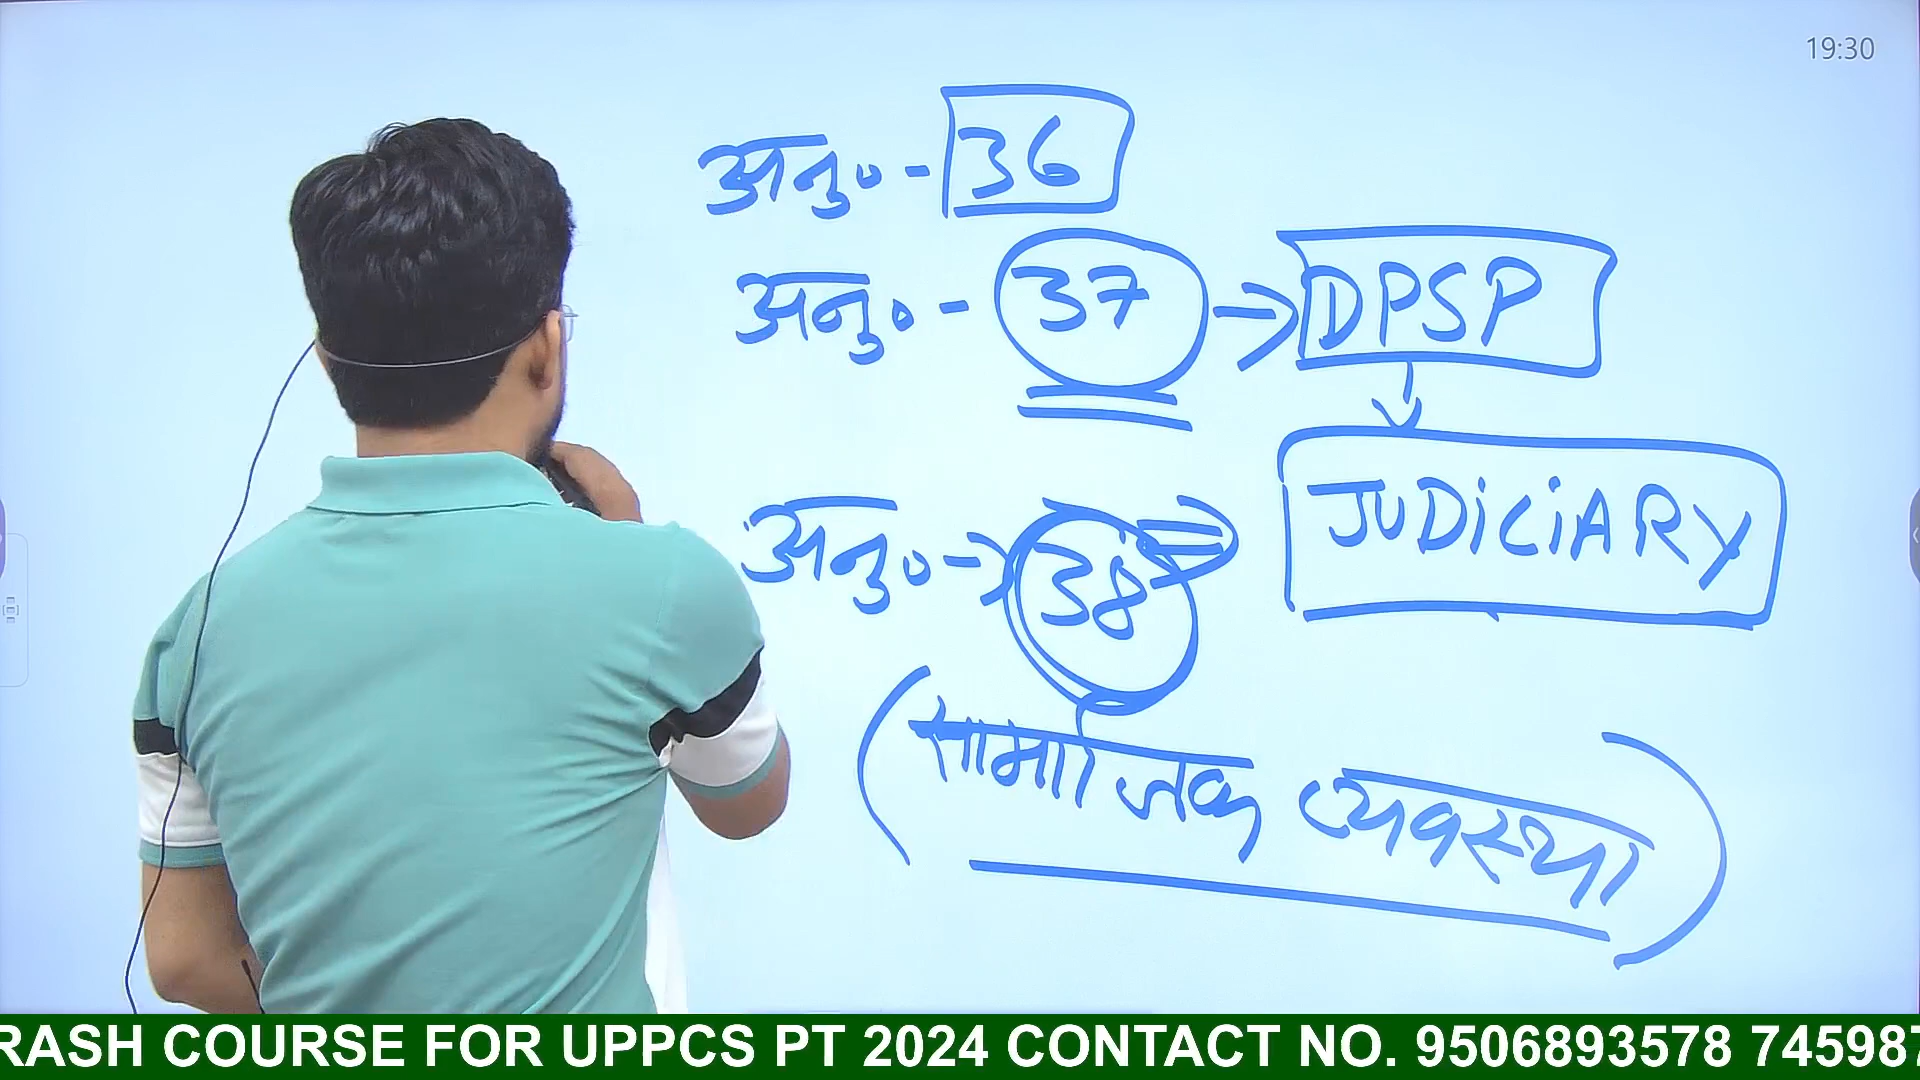 19:30
अनु० - 36
अनु० - 37 → DPSP
JUDiCiARY
अनु० → 38 ⇒
(सामाजिक व्यवस्था)
RASH COURSE FOR UPPCS PT 2024 CONTACT NO. 9506893578 745987